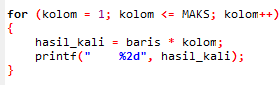 for (kolom = 1; kolom <= MAKS; kolom++)
{
    hasil_kali = baris * kolom;
    printf("    %2d", hasil_kali);
}